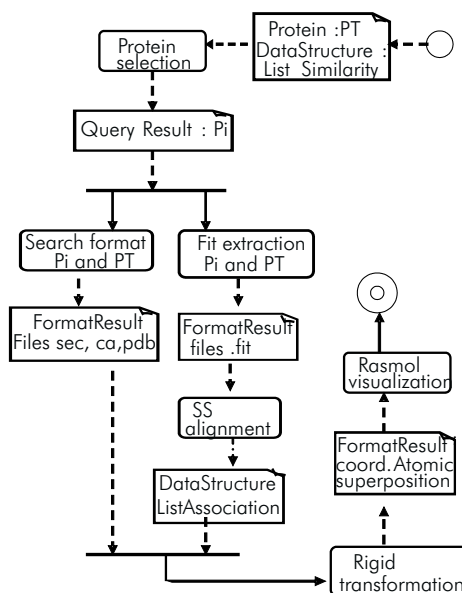 Protein :PT
DataStructure :
List Similarity
Protein
selection
Query Result : Pi
Search format
Pi and PT
Fit extraction
Pi and PT
FormatResult
Files sec, ca,pdb
FormatResult
files .fit
SS
alignment
DataStructure
ListAssociation
Rasmol
visualization
FormatResult
coord.Atomic
superposition
Rigid
transformation